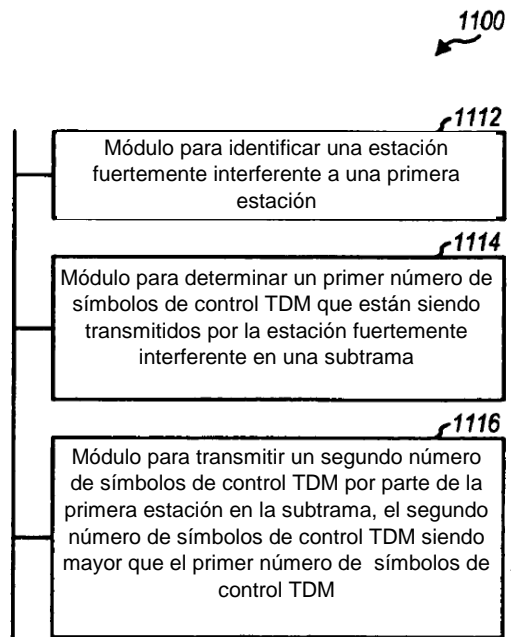 1100
1112
Módulo para identificar una estación
fuertemente interferente a una primera
estación
1114
Módulo para determinar un primer número de
símbolos de control TDM que están siendo
transmitidos por la estación fuertemente
interferente en una subtrama
1116
Módulo para transmitir un segundo número
de símbolos de control TDM por parte de la
primera estación en la subtrama, el segundo
número de símbolos de control TDM siendo
mayor que el primer número de símbolos de
control TDM